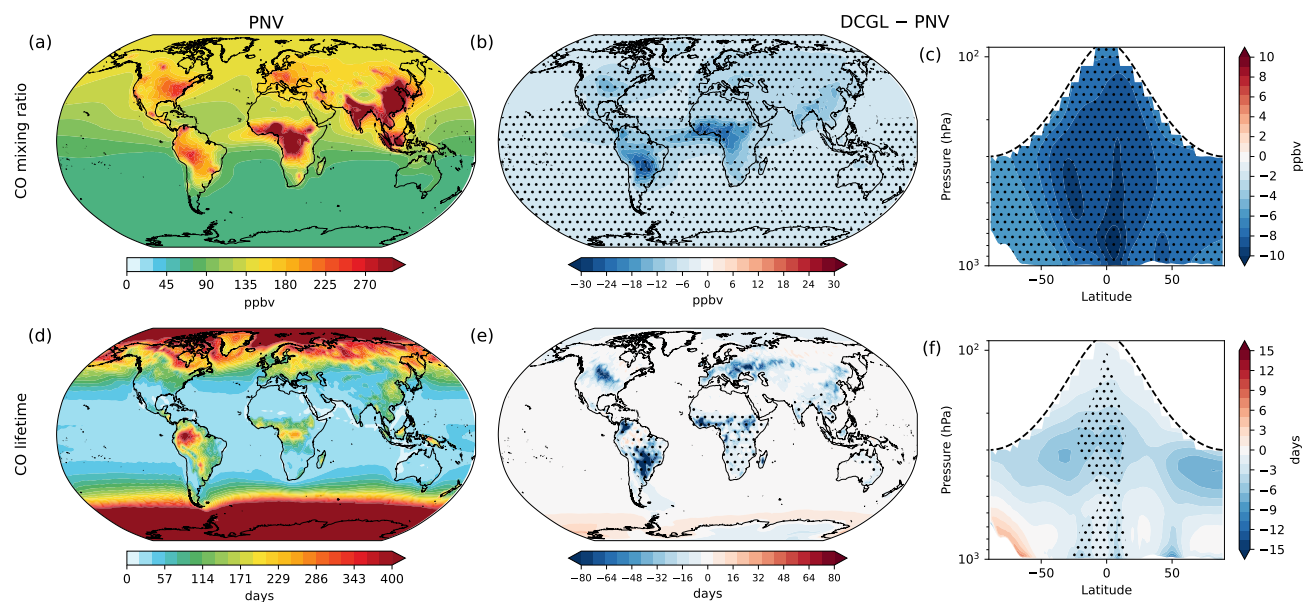 PNV
DCGL − PNV
(a)
(b)
(c)
CO mixing ratio
0 45 90 135 180 225 270
ppbv
−30 −24 −18 −12 −6 0 6 12 18 24 30
ppbv
10²
10³
Pressure (hPa)
−50 0 50
Latitude
10
8
6
4
2
0
−2
−4
−6
−8
−10
ppbv
(d)
(e)
(f)
CO lifetime
0 57 114 171 229 286 343 400
days
−80 −64 −48 −32 −16 0 16 32 48 64 80
days
10²
10³
Pressure (hPa)
−50 0 50
Latitude
15
12
9
6
3
0
−3
−6
−9
−12
−15
days